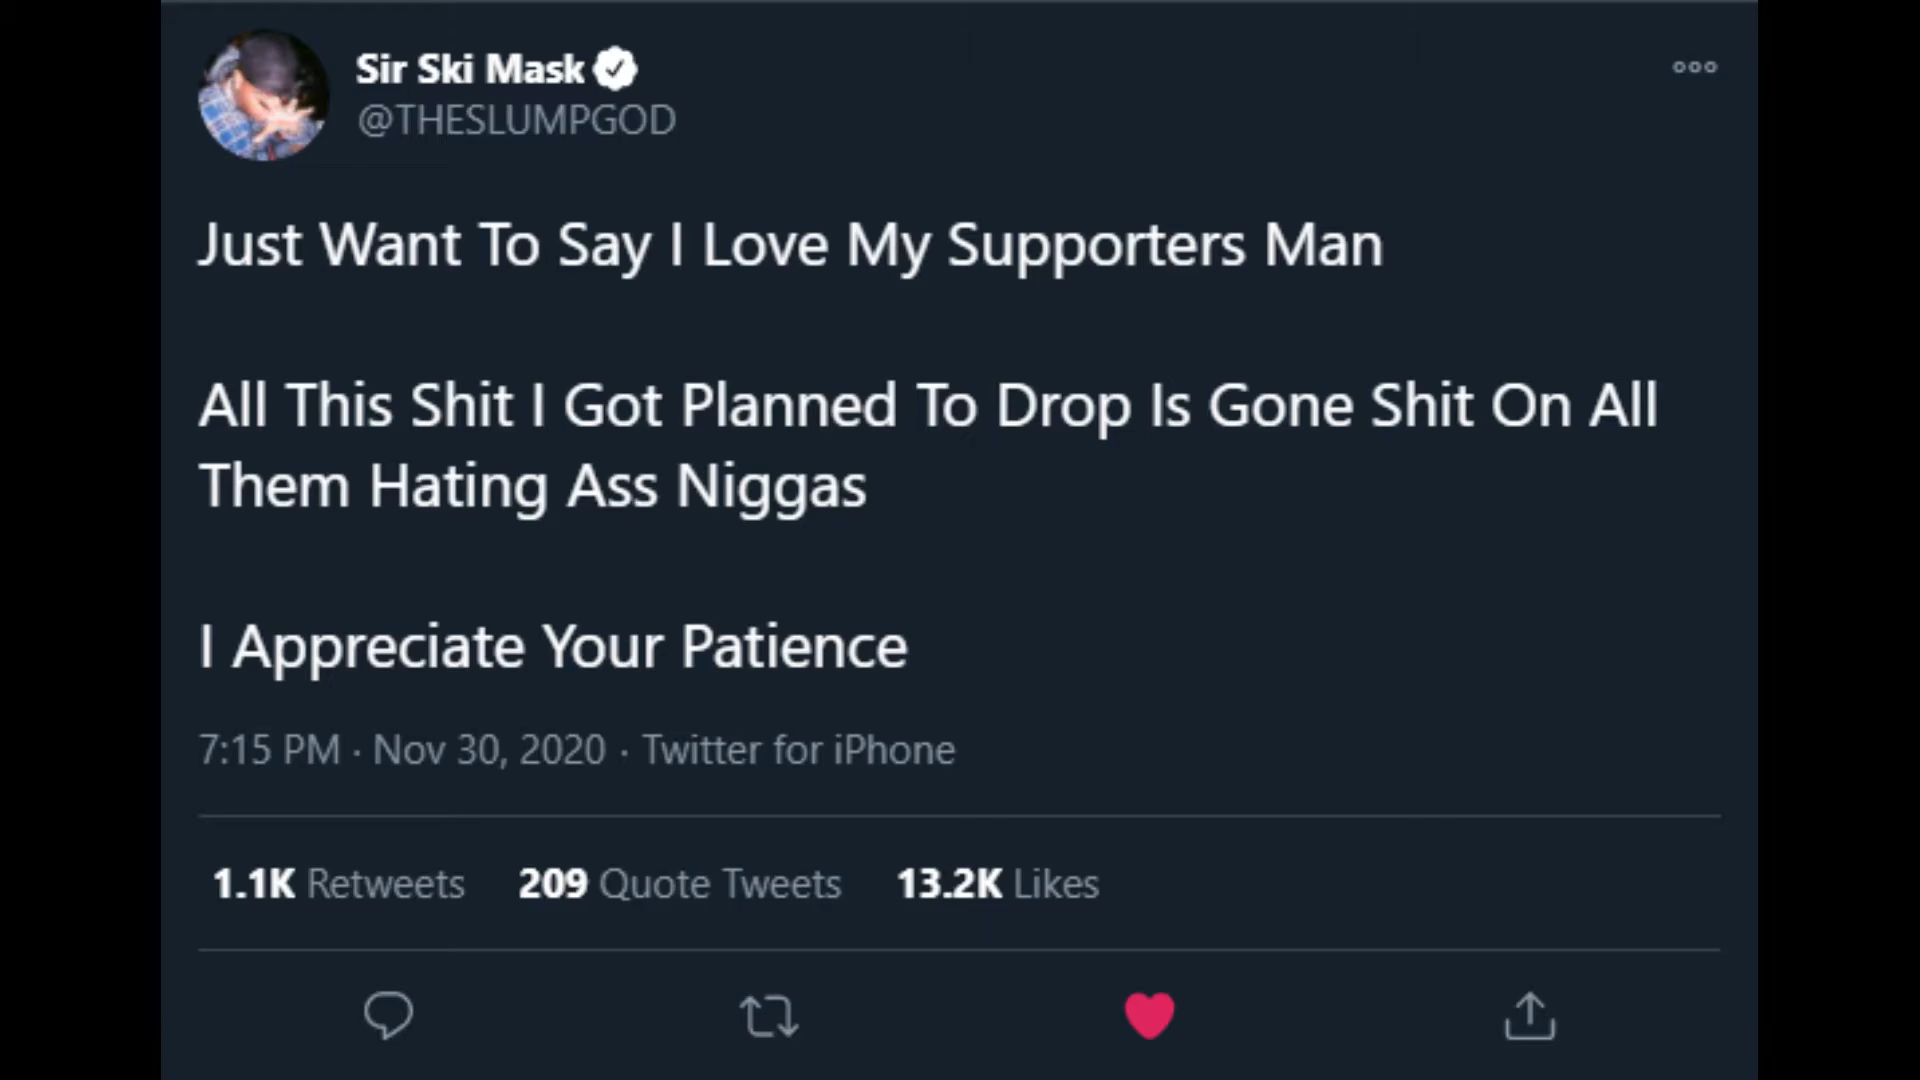 Sir Ski Mask
@THESLUMPGOD
Just Want To Say I Love My Supporters Man
All This Shit I Got Planned To Drop Is Gone Shit On All
Them Hating Ass Niggas
I Appreciate Your Patience
7:15 PM · Nov 30, 2020 · Twitter for iPhone
1.1K Retweets 209 Quote Tweets 13.2K Likes